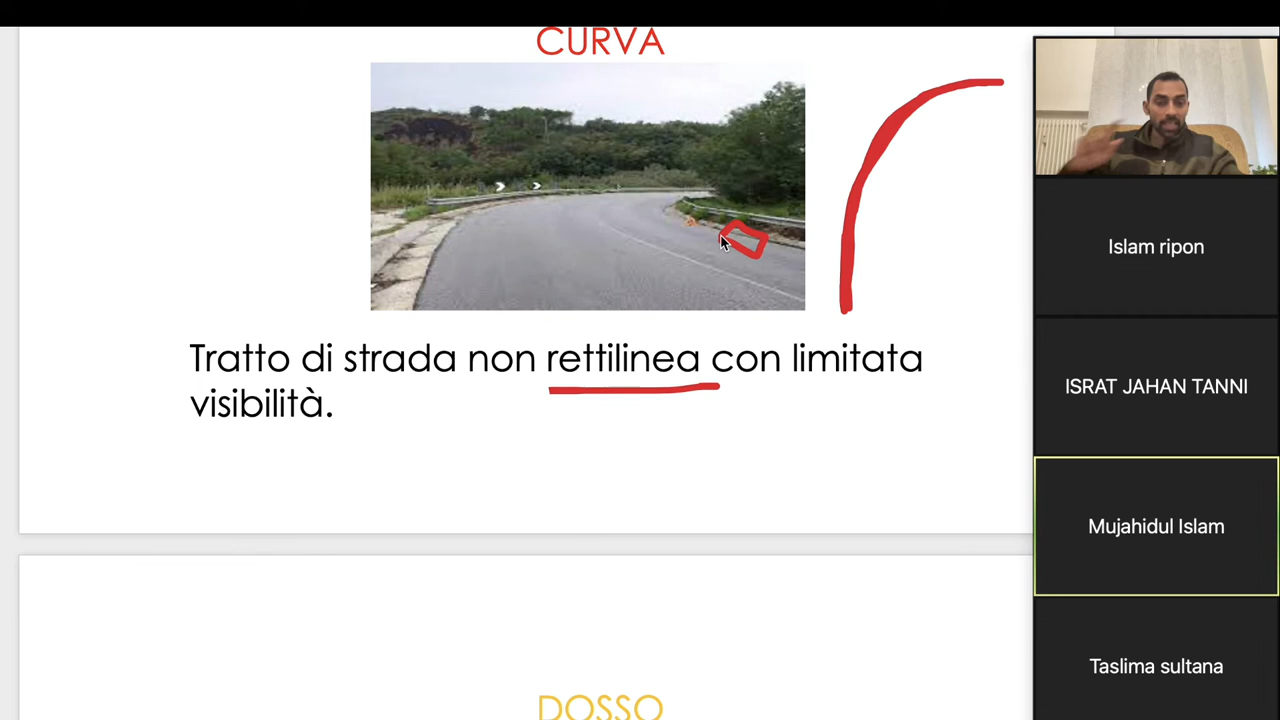 CURVA
Tratto di strada non rettilinea con limitata
visibilità.
DOSSO
Islam ripon
ISRAT JAHAN TANNI
Mujahidul Islam
Taslima sultana